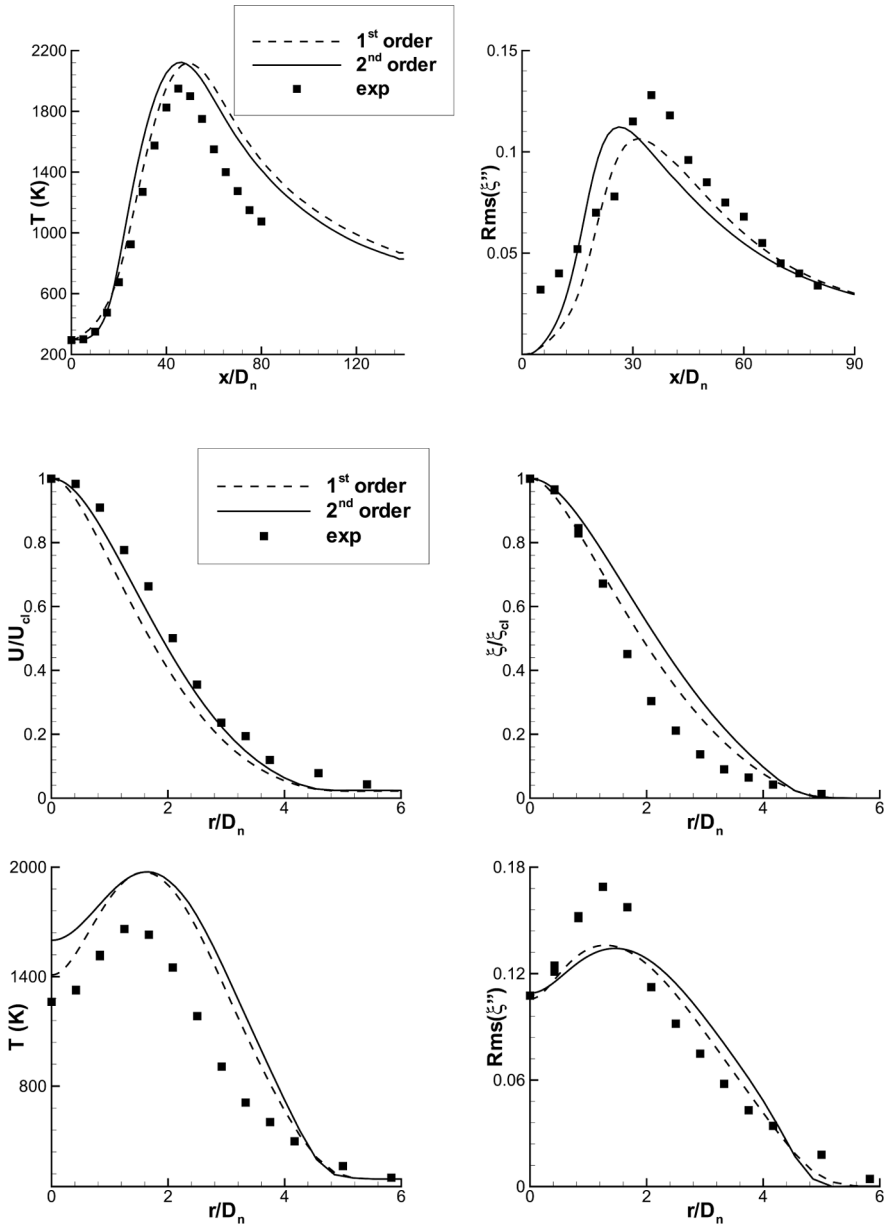 1st order
2nd order
exp
2200
1800
1400
1000
600
200
T (K)
0
40
80
120
x/Dn
0.15
0.1
0.05
Rms(ξ'')
30
60
90
x/Dn
1st order
2nd order
exp
1
0.8
0.6
0.4
0.2
0
U/Ucl
0
2
4
6
r/Dn
1
0.8
0.6
0.4
0.2
0
ξ/ξcl
0
2
4
6
r/Dn
2000
1400
800
T (K)
0
2
4
6
r/Dn
0.18
0.12
0.06
0
Rms(ξ'')
0
2
4
6
r/Dn